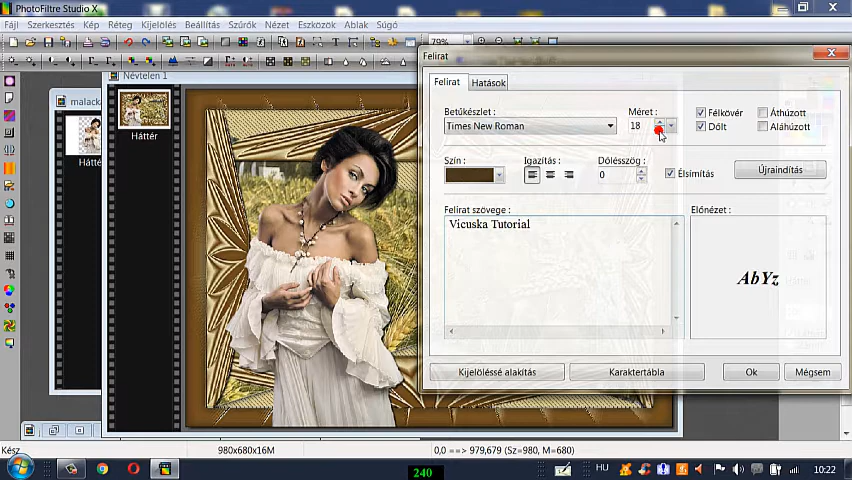 PhotoFiltre Studio X
Fájl Szerkesztés Kép Réteg Kijelölés Beállítás Szűrők Nézet Eszközök Ablak Súgó
79%
Névtelen 1
malack
Háttér
Háttér
Felirat
Felirat Hatások
Betűkészlet : Méret :
Times New Roman 18
Félkövér Áthúzott
Dőlt Aláhúzott
Szín : Igazítás : Dőlésszög :
0 Élsimítás Újraindítás
Felirat szövege : Előnézet :
Vicuska Tutorial
AbYz
Kijelöléssé alakítás Karaktertábla Ok Mégsem
Kész 980x680x16M 0,0 ==> 979,679 (Sz=980, M=680)
240
HU 10:22